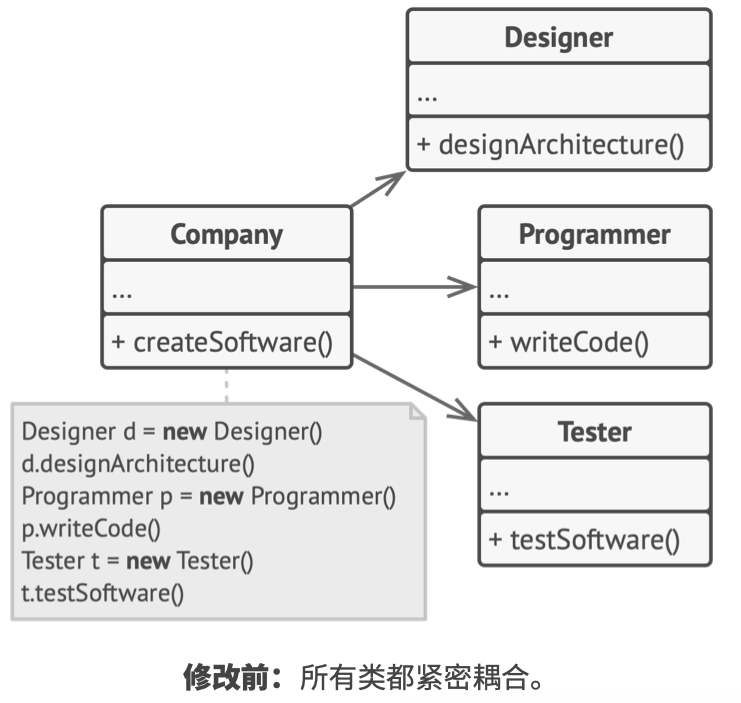 Designer
...
+ designArchitecture()
Company
...
+ createSoftware()
Programmer
...
+ writeCode()
Designer d = new Designer()
d.designArchitecture()
Programmer p = new Programmer()
p.writeCode()
Tester t = new Tester()
t.testSoftware()
Tester
...
+ testSoftware()
修改前：所有类都紧密耦合。